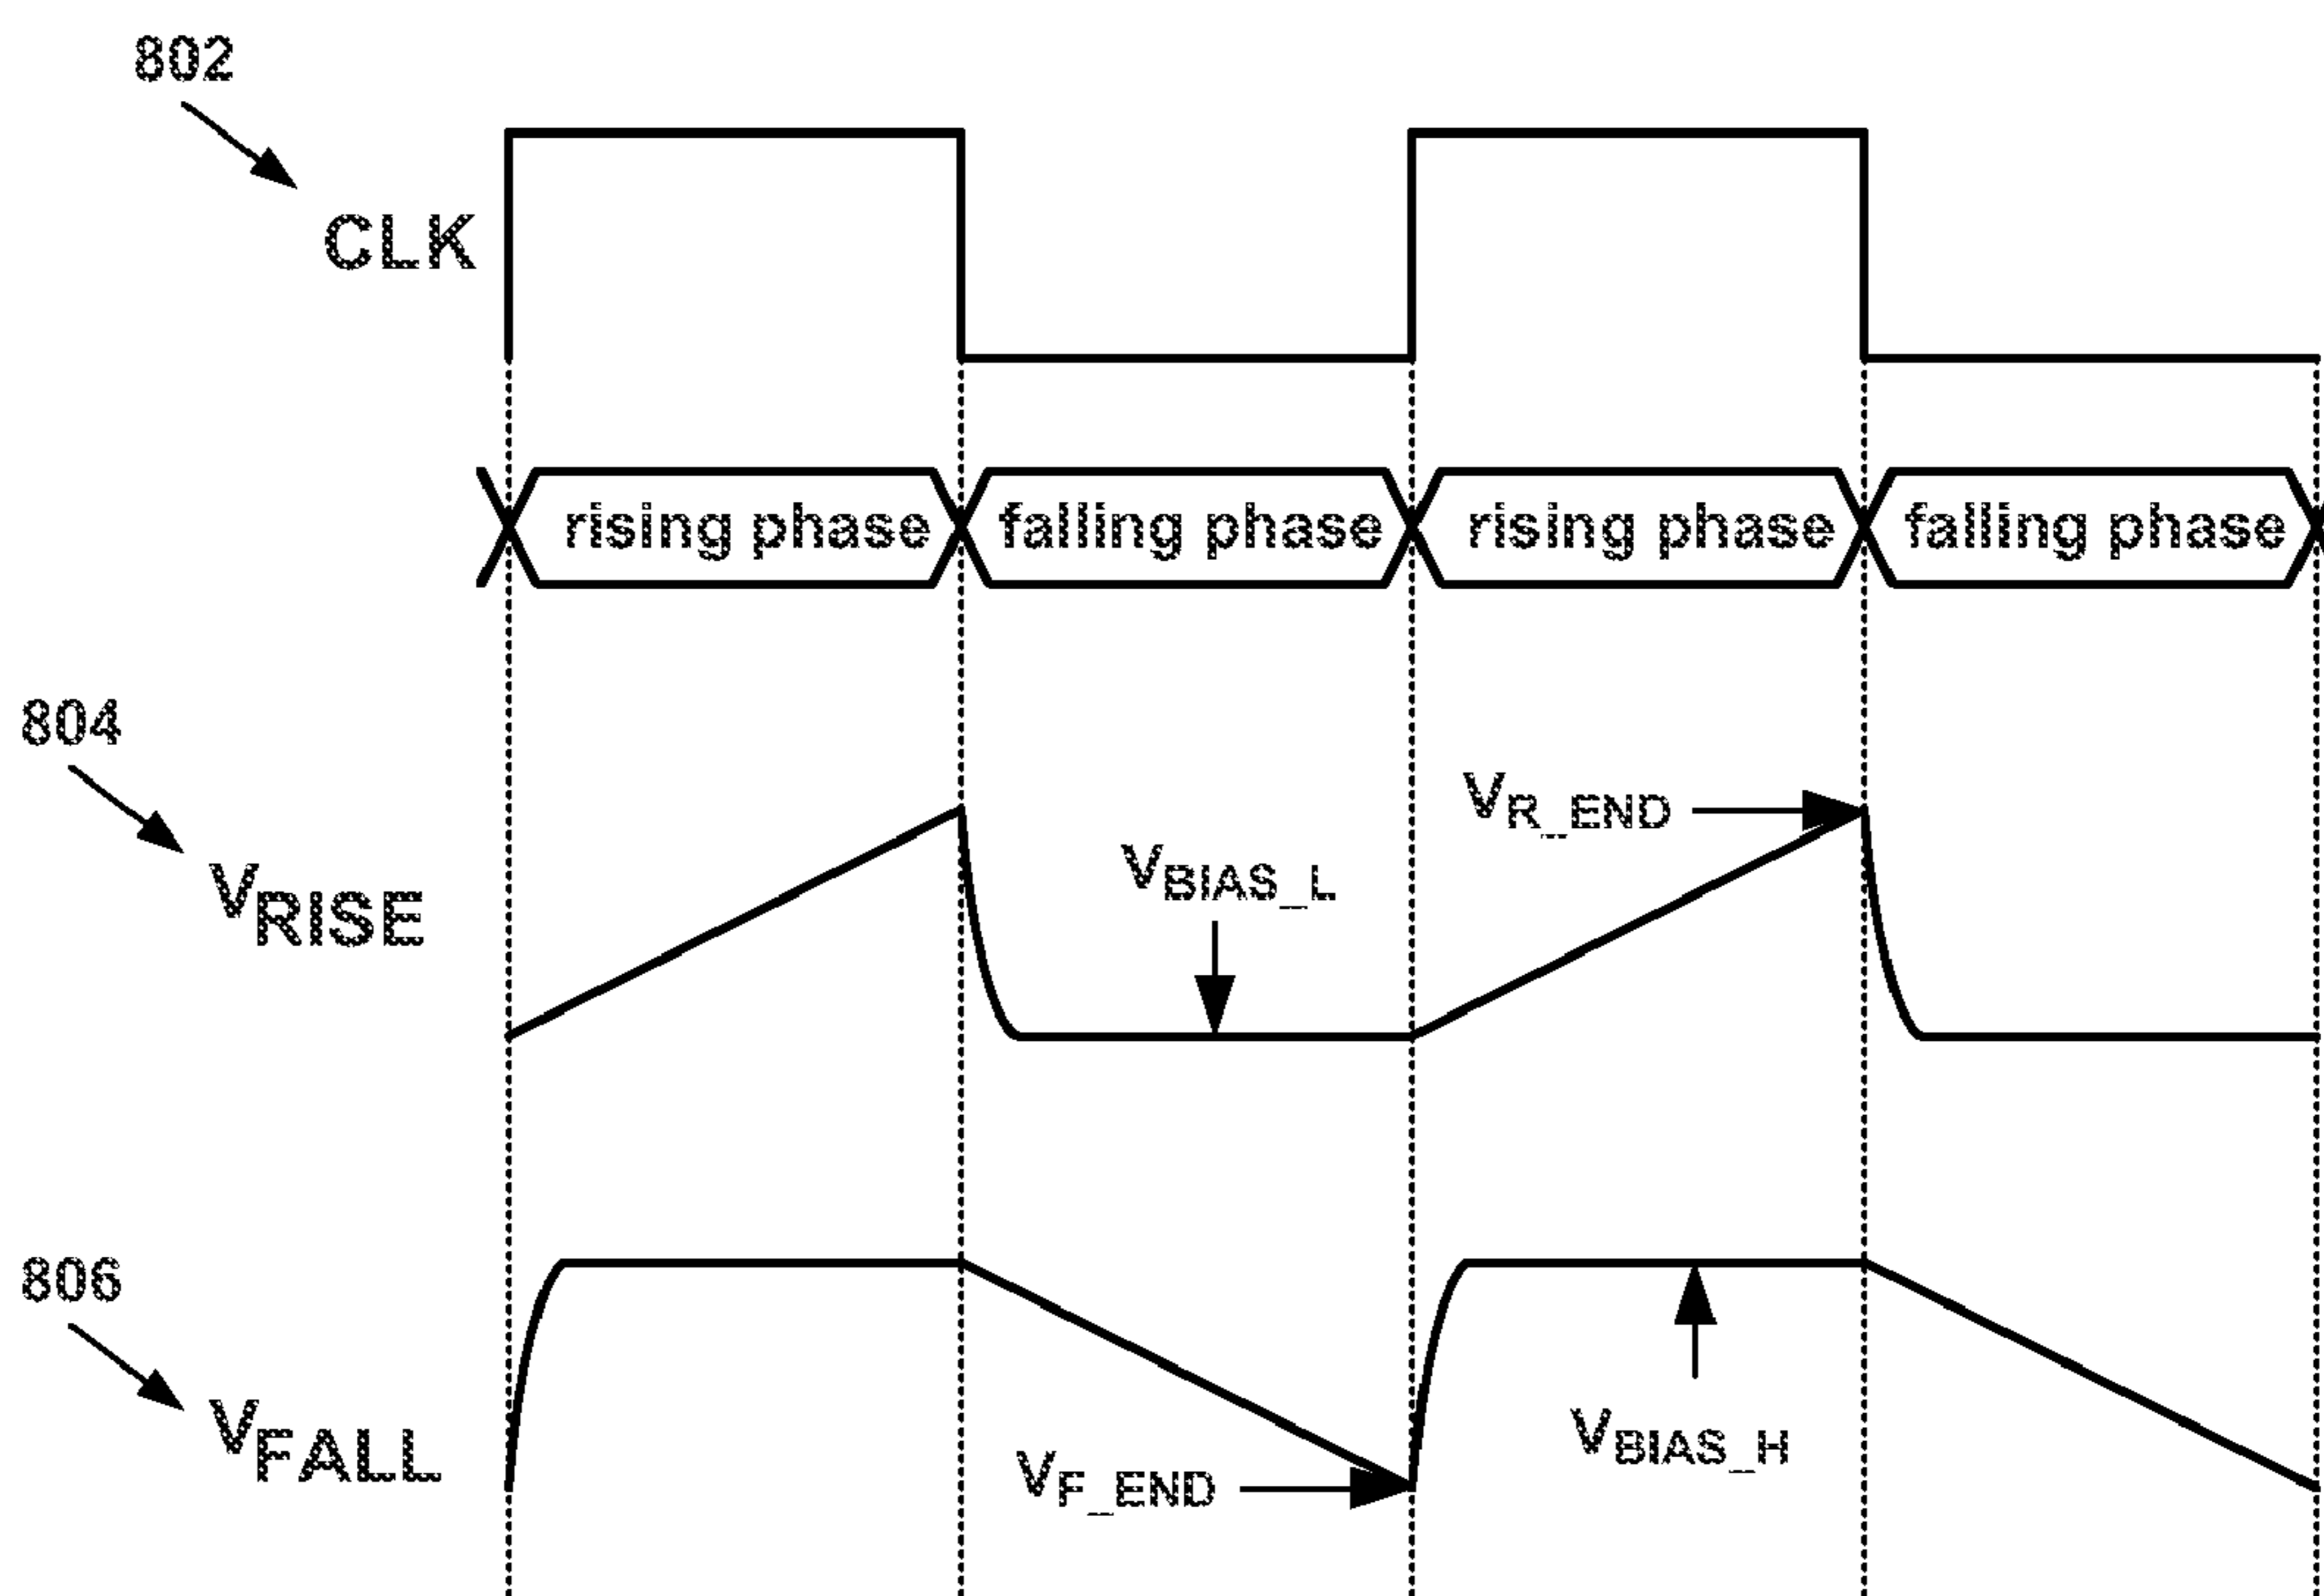 802
CLK
rising phase falling phase rising phase falling phase
804
VR_END
VBIAS_L
VRISE
806
VFALL
VBIAS_H
VF_END